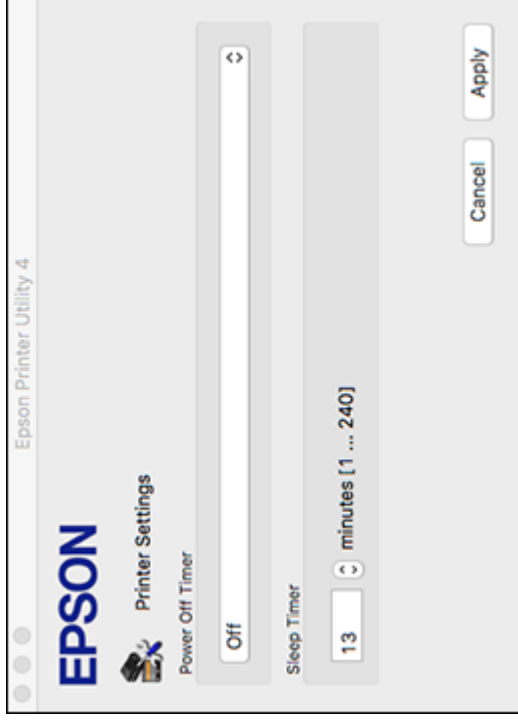 Epson Printer Utility 4
EPSON
Printer Settings
Power Off Timer
Off
Sleep Timer
13 minutes [1 ... 240]
Cancel Apply